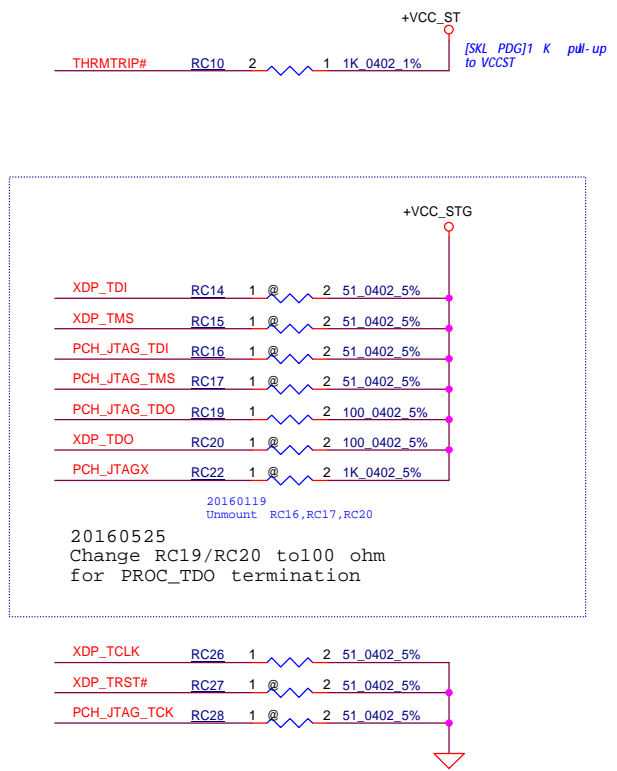 +VCC_ST
THRMTRIP# RC10 2 1 1K_0402_1%
[SKL PDG]1 K pull-up
to VCCST
+VCC_STG
XDP_TDI RC14 1 @ 2 51_0402_5%
XDP_TMS RC15 1 @ 2 51_0402_5%
PCH_JTAG_TDI RC16 1 @ 2 51_0402_5%
PCH_JTAG_TMS RC17 1 @ 2 51_0402_5%
PCH_JTAG_TDO RC19 1 2 100_0402_5%
XDP_TDO RC20 1 @ 2 100_0402_5%
PCH_JTAGX RC22 1 @ 2 1K_0402_5%
20160119
Unmount RC16,RC17,RC20
20160525
Change RC19/RC20 to100 ohm
for PROC_TDO termination
XDP_TCLK RC26 1 2 51_0402_5%
XDP_TRST# RC27 1 @ 2 51_0402_5%
PCH_JTAG_TCK RC28 1 @ 2 51_0402_5%